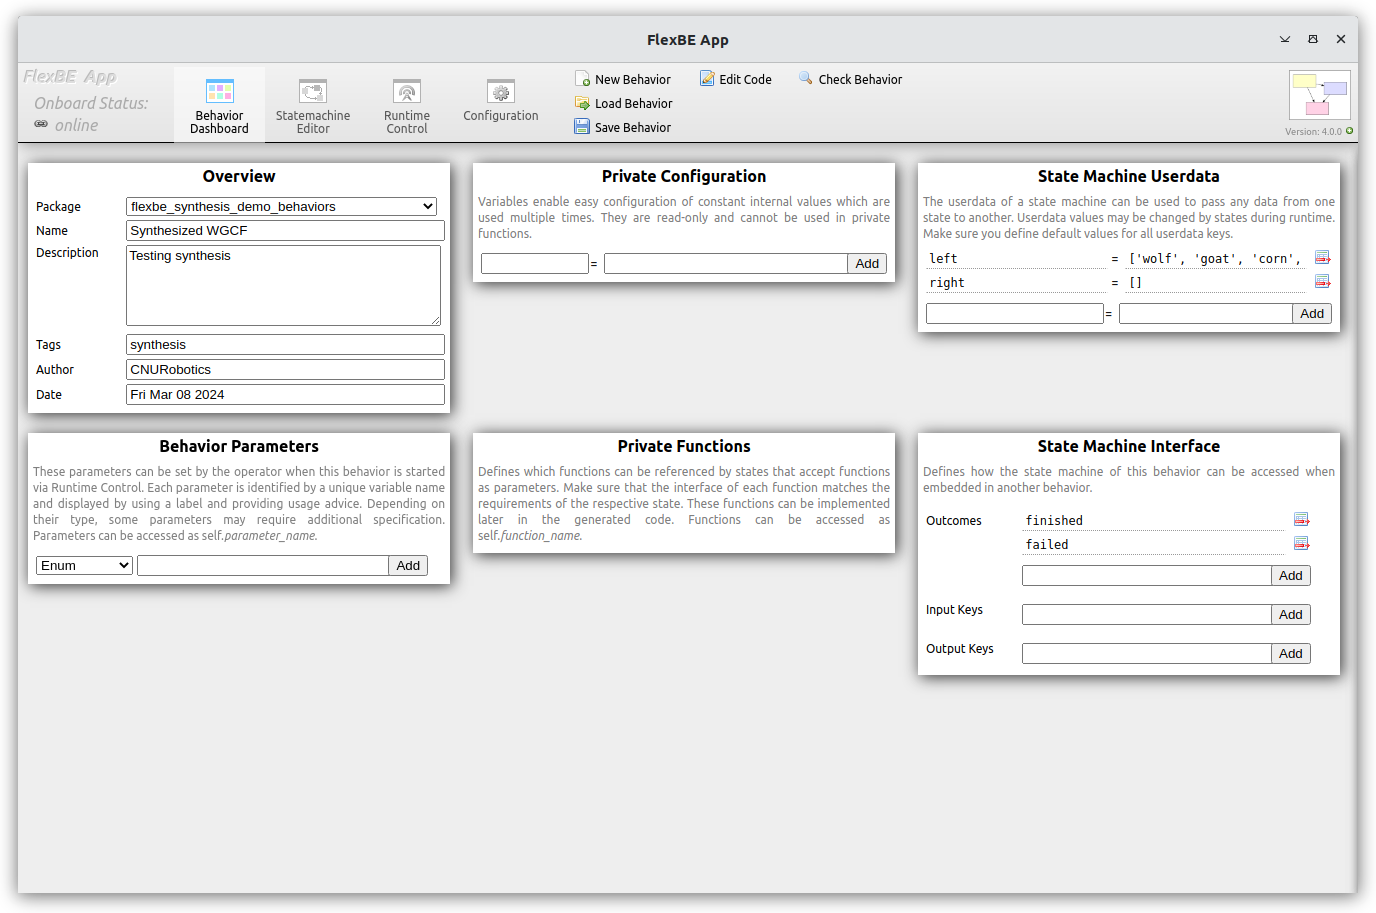 FlexBE App
FlexBE App
Onboard Status:
online
Behavior
Dashboard
Statemachine
Editor
Runtime
Control
Configuration
New Behavior
Load Behavior
Save Behavior
Edit Code
Check Behavior
Version: 4.0.0
Overview
Package flexbe_synthesis_demo_behaviors
Name Synthesized WGCF
Description Testing synthesis
Tags synthesis
Author CNURobotics
Date Fri Mar 08 2024
Private Configuration
Variables enable easy configuration of constant internal values which are
used multiple times. They are read-only and cannot be used in private
functions.
= Add
State Machine Userdata
The userdata of a state machine can be used to pass any data from one
state to another. Userdata values may be changed by states during runtime.
Make sure you define default values for all userdata keys.
left = ['wolf', 'goat', 'corn',
right = []
= Add
Behavior Parameters
These parameters can be set by the operator when this behavior is started
via Runtime Control. Each parameter is identified by a unique variable name
and displayed by using a label and providing usage advice. Depending on
their type, some parameters may require additional specification.
Parameters can be accessed as self.parameter_name.
Enum Add
Private Functions
Defines which functions can be referenced by states that accept functions
as parameters. Make sure that the interface of each function matches the
requirements of the respective state. These functions can be implemented
later in the generated code. Functions can be accessed as
self.function_name.
State Machine Interface
Defines how the state machine of this behavior can be accessed when
embedded in another behavior.
Outcomes finished
failed
Add
Input Keys Add
Output Keys Add